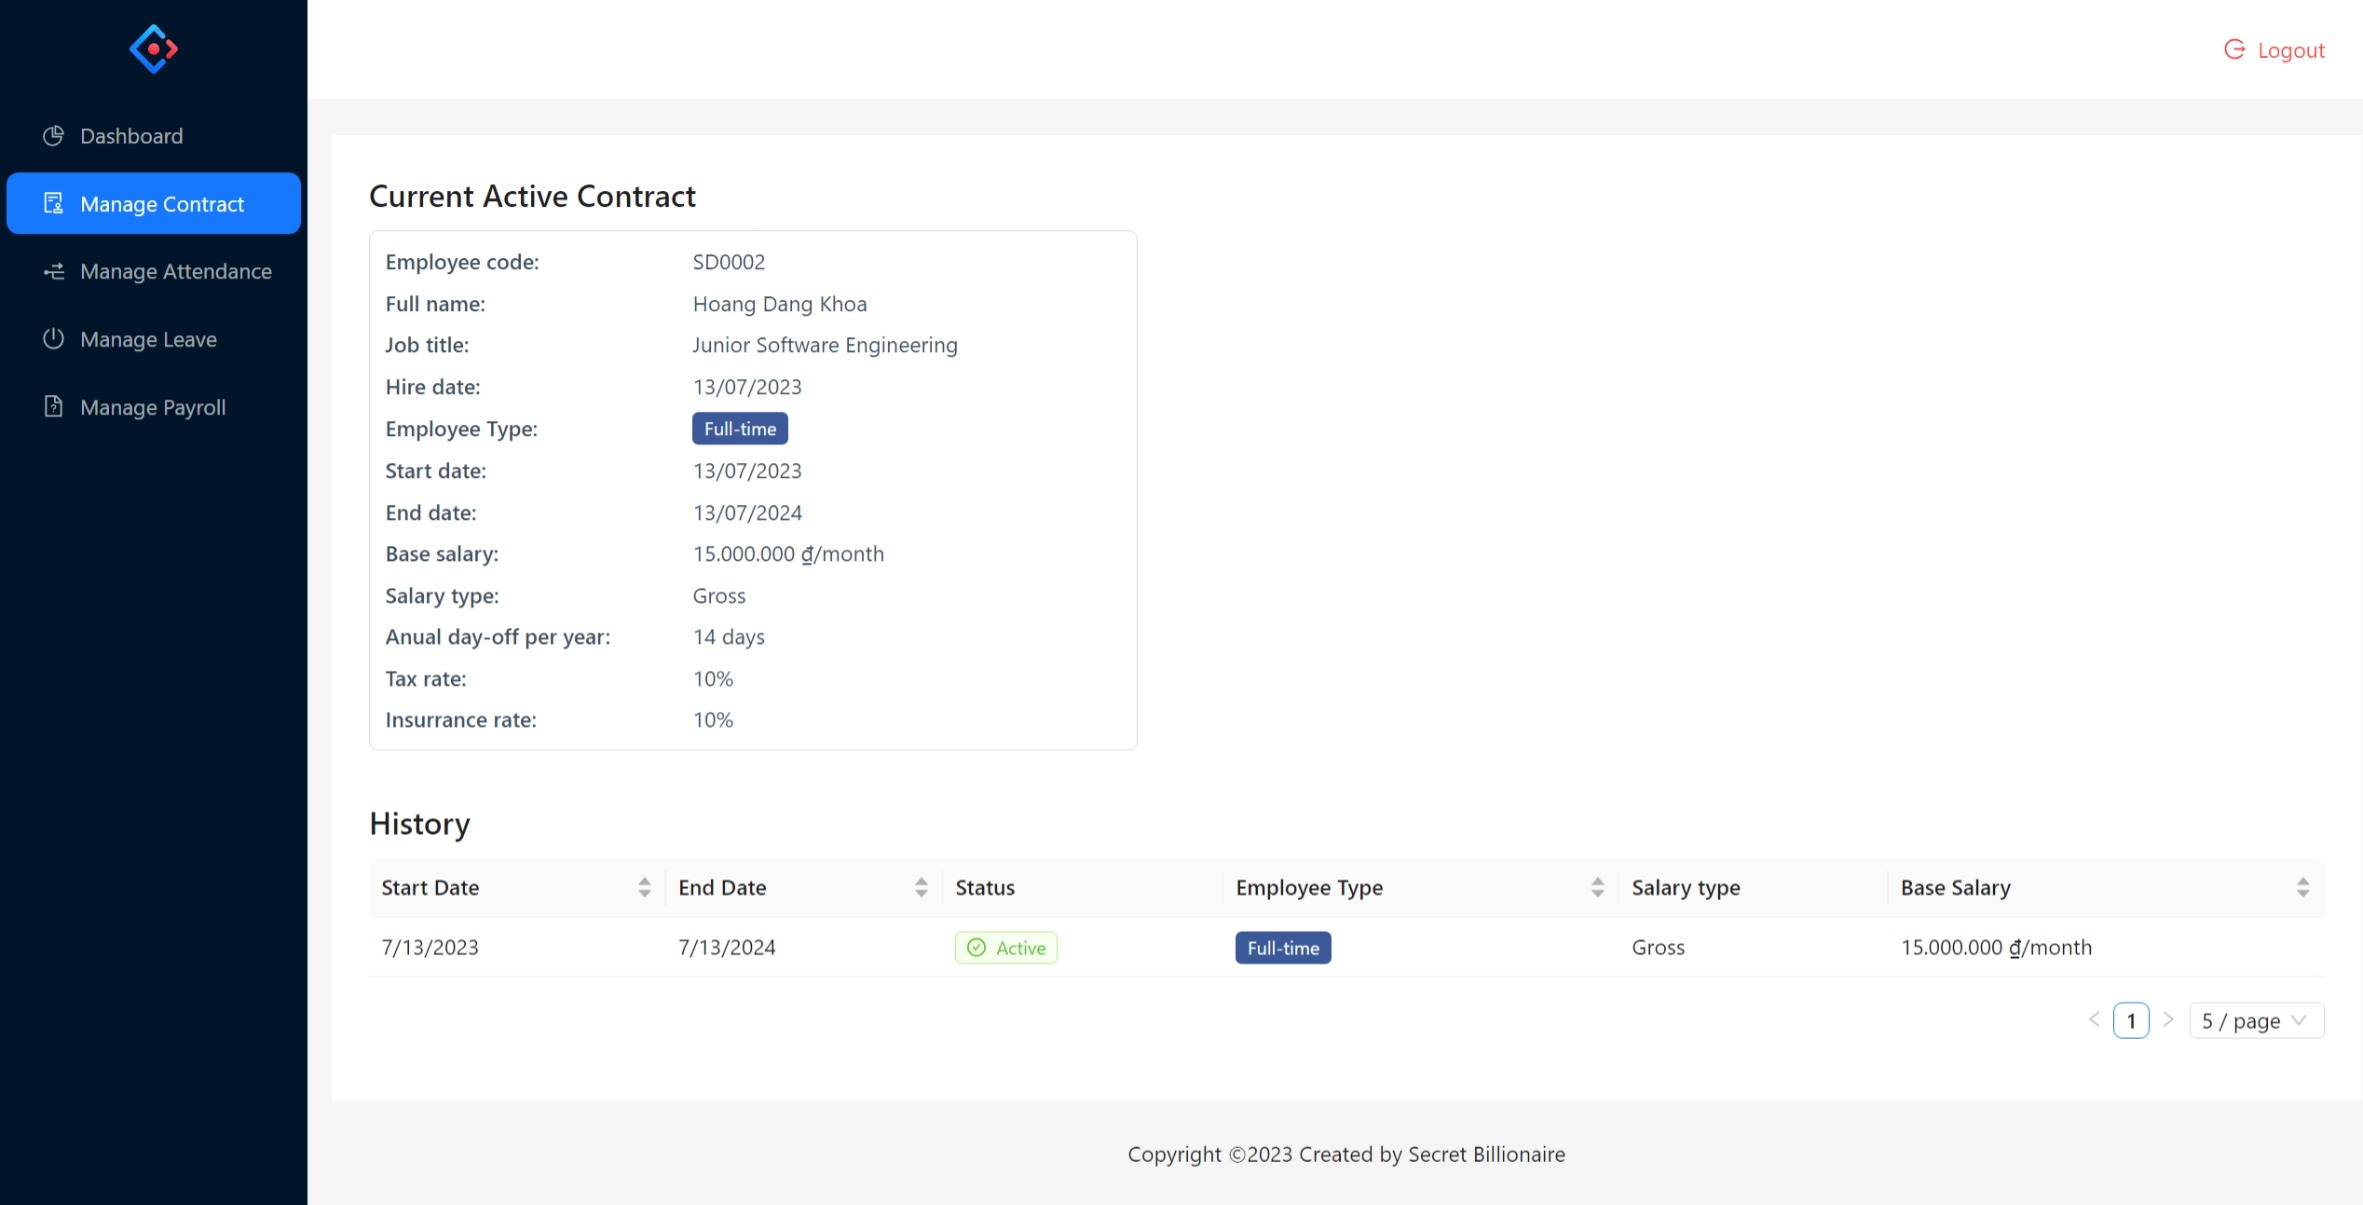 Logout
Dashboard
Manage Contract
Manage Attendance
Manage Leave
Manage Payroll
Current Active Contract
Employee code: SD0002
Full name: Hoang Dang Khoa
Job title: Junior Software Engineering
Hire date: 13/07/2023
Employee Type: Full-time
Start date: 13/07/2023
End date: 13/07/2024
Base salary: 15.000.000 ₫/month
Salary type: Gross
Anual day-off per year: 14 days
Tax rate: 10%
Insurrance rate: 10%
History
Start Date End Date Status Employee Type Salary type Base Salary
7/13/2023 7/13/2024 Active Full-time Gross 15.000.000 ₫/month
1 5 / page
Copyright ©2023 Created by Secret Billionaire